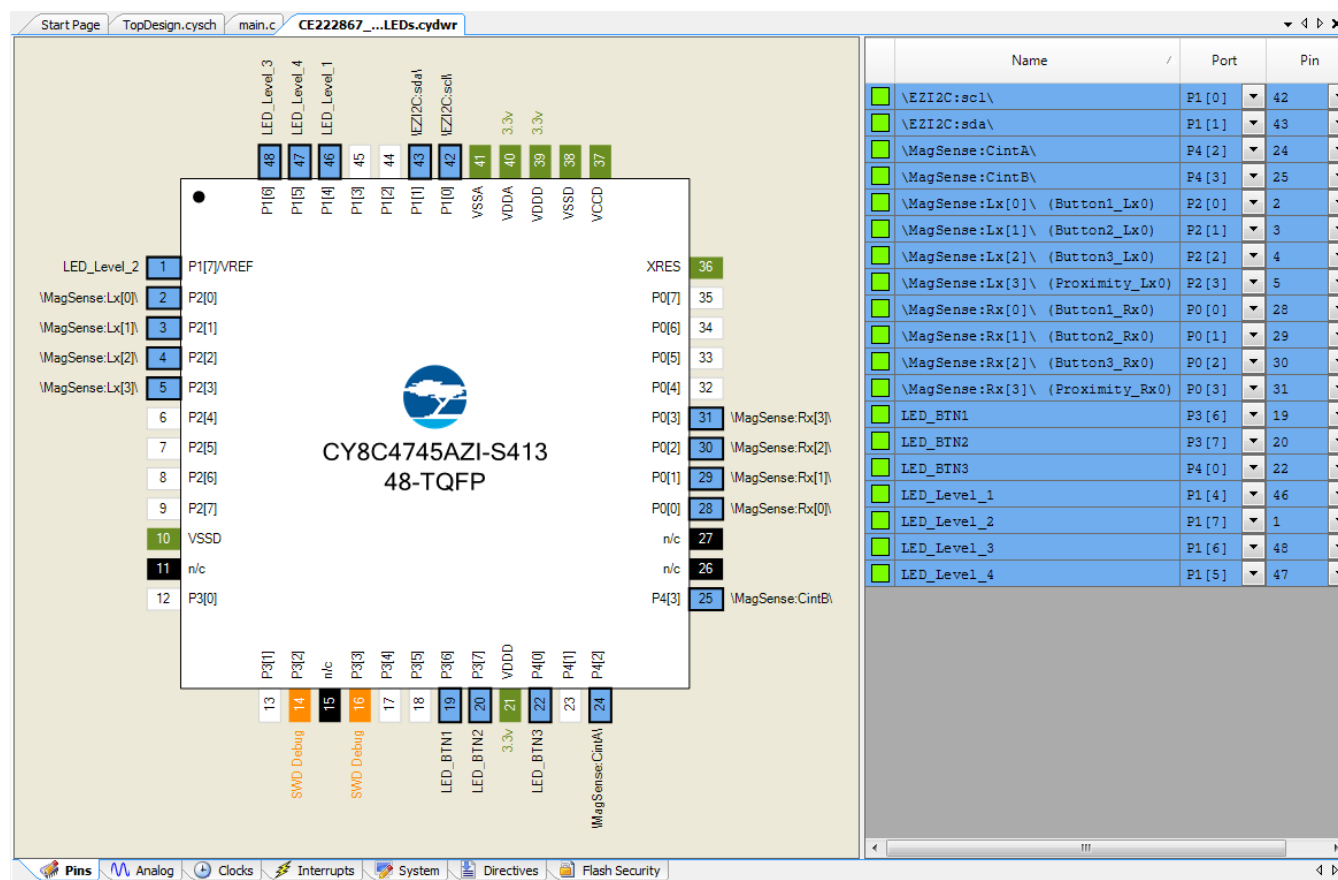 Start Page TopDesign.cysch main.c CE222867_...LEDs.cydwr
LED_Level_3
LED_Level_4
LED_Level_1
\EZI2C:sda\
\EZI2C:scl\
3.3v
3.3v
48 47 46 45 44 43 42 41 40 39 38 37
P1[6] P1[5] P1[4] P1[3] P1[2] P1[1] P1[0] VSSA VDDA VDDD VSSD VCCD
LED_Level_2 1 P1[7]/VREF
\MagSense:Lx[0]\ 2 P2[0]
\MagSense:Lx[1]\ 3 P2[1]
\MagSense:Lx[2]\ 4 P2[2]
\MagSense:Lx[3]\ 5 P2[3]
6 P2[4]
7 P2[5]
8 P2[6]
9 P2[7]
10 VSSD
11 n/c
12 P3[0]
CY8C4745AZI-S413
48-TQFP
XRES 36
P0[7] 35
P0[6] 34
P0[5] 33
P0[4] 32
P0[3] 31 \MagSense:Rx[3]\
P0[2] 30 \MagSense:Rx[2]\
P0[1] 29 \MagSense:Rx[1]\
P0[0] 28 \MagSense:Rx[0]\
n/c 27
n/c 26
P4[3] 25 \MagSense:CintB\
P3[1] P3[2] n/c P3[3] P3[4] P3[5] P3[6] P3[7] VDDD P4[0] P4[1] P4[2]
13 14 15 16 17 18 19 20 21 22 23 24
SWD Debug
SWD Debug
LED_BTN1
LED_BTN2
3.3v
LED_BTN3
\MagSense:CintA\
Name Port Pin
\EZI2C:scl\ P1[0] 42
\EZI2C:sda\ P1[1] 43
\MagSense:CintA\ P4[2] 24
\MagSense:CintB\ P4[3] 25
\MagSense:Lx[0]\ (Button1_Lx0) P2[0] 2
\MagSense:Lx[1]\ (Button2_Lx0) P2[1] 3
\MagSense:Lx[2]\ (Button3_Lx0) P2[2] 4
\MagSense:Lx[3]\ (Proximity_Lx0) P2[3] 5
\MagSense:Rx[0]\ (Button1_Rx0) P0[0] 28
\MagSense:Rx[1]\ (Button2_Rx0) P0[1] 29
\MagSense:Rx[2]\ (Button3_Rx0) P0[2] 30
\MagSense:Rx[3]\ (Proximity_Rx0) P0[3] 31
LED_BTN1 P3[6] 19
LED_BTN2 P3[7] 20
LED_BTN3 P4[0] 22
LED_Level_1 P1[4] 46
LED_Level_2 P1[7] 1
LED_Level_3 P1[6] 48
LED_Level_4 P1[5] 47
Pins Analog Clocks Interrupts System Directives Flash Security